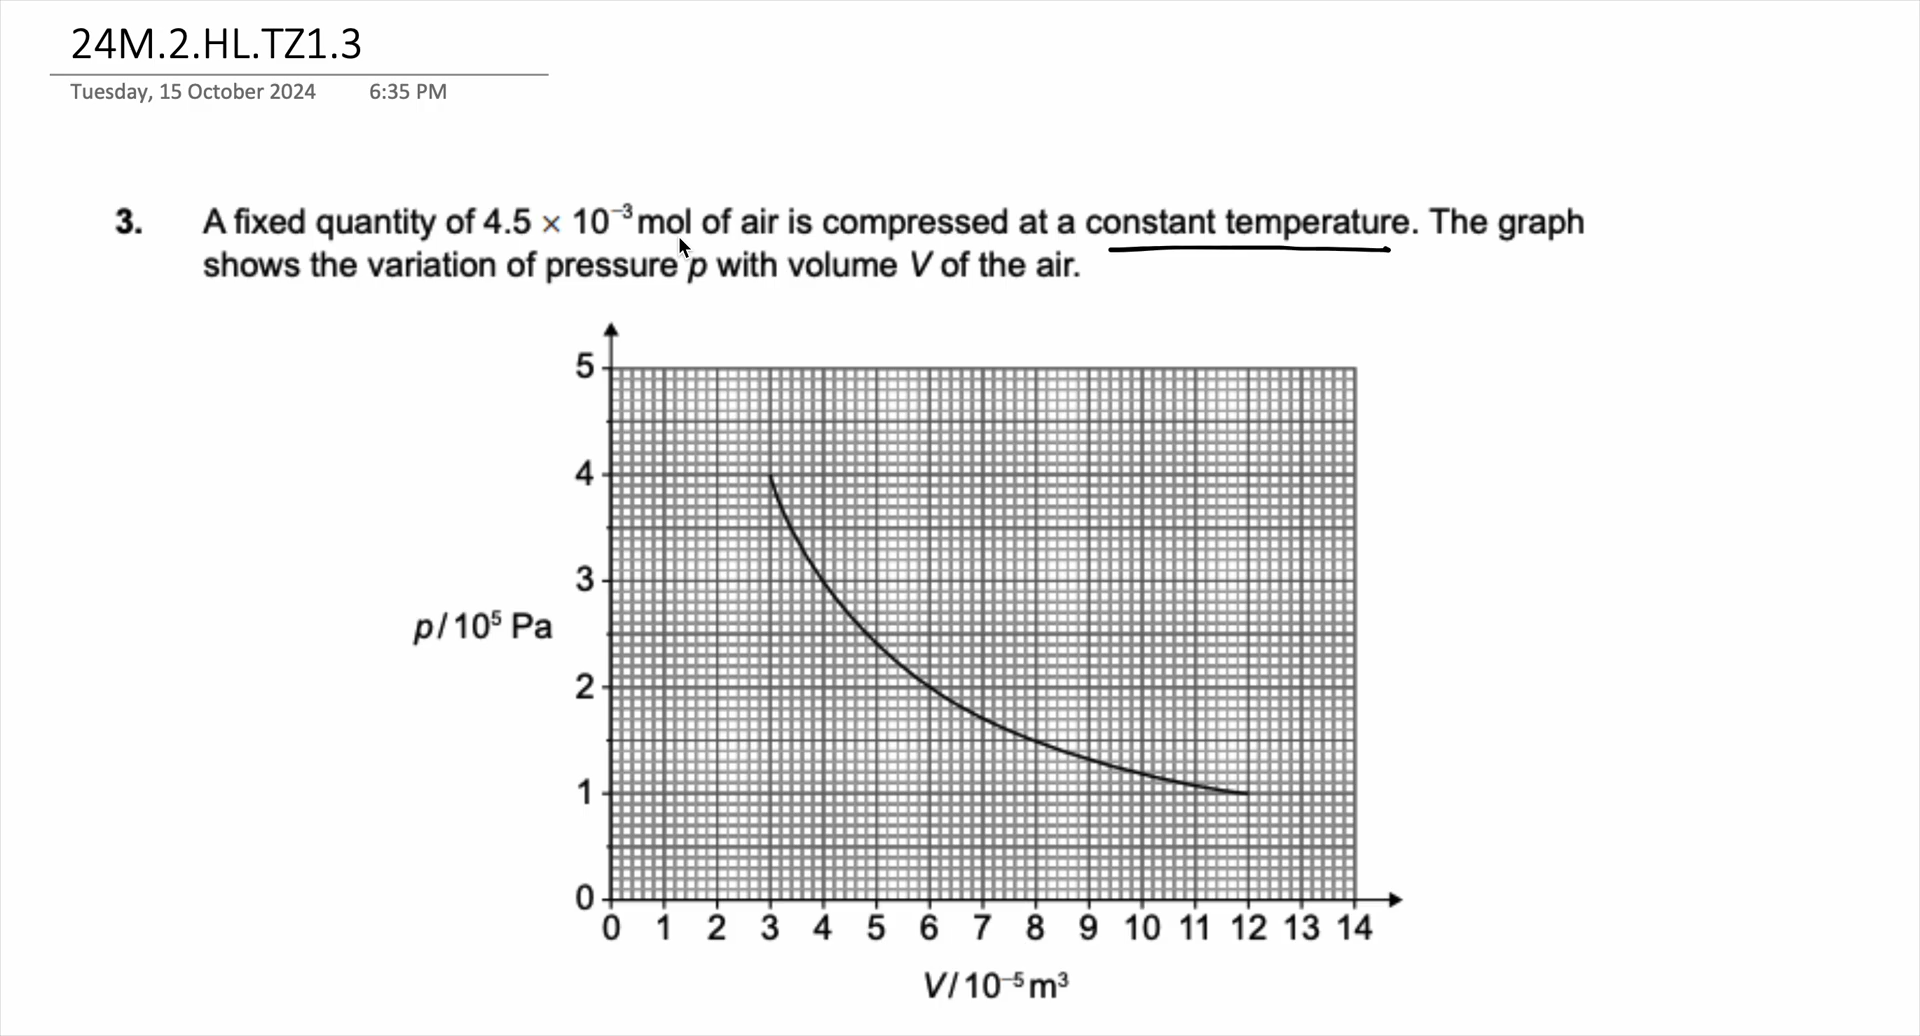 24M.2.HL.TZ1.3
Tuesday, 15 October 2024 6:35 PM
3. A fixed quantity of 4.5 × 10⁻³ mol of air is compressed at a constant temperature. The graph
shows the variation of pressure p with volume V of the air.
5
4
3
p/10⁵ Pa
2
1
0
0 1 2 3 4 5 6 7 8 9 10 11 12 13 14
V/10⁻⁵ m³